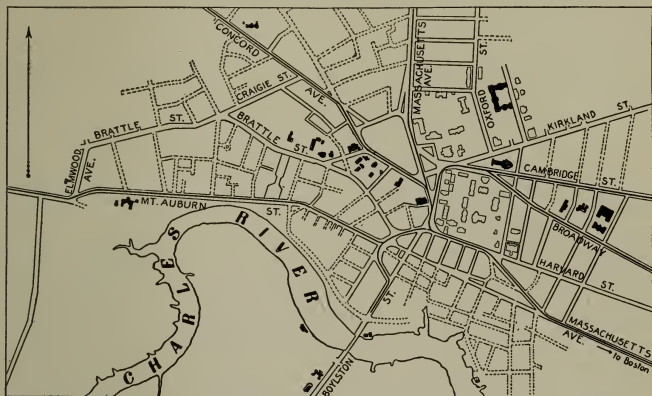 CONCORD
AVE.
MASSACHUSETTS
AVE.
OXFORD
ST.
KIRKLAND ST.
CRAIGIE ST.
BRATTLE ST.
BRATTLE ST.
ELMWOOD
AVE.
CAMBRIDGE ST.
MT. AUBURN ST.
BROADWAY
HARVARD ST.
CHARLES RIVER
BOYLSTON ST.
MASSACHUSETTS
AVE.
to Boston